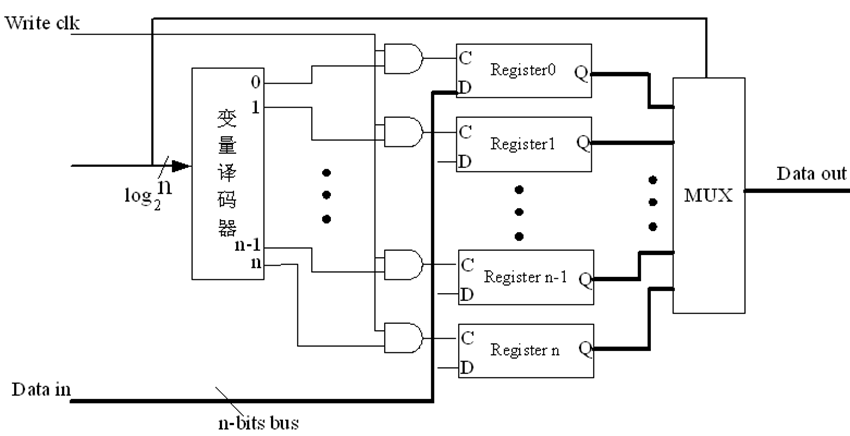 Write clk
C
Register0
Q
D
0
1
变量译码器
C
Register1
Q
D
log2n
Data out
MUX
n-1
n
C
Register n-1
Q
D
C
Register n
Q
D
Data in
n-bits bus